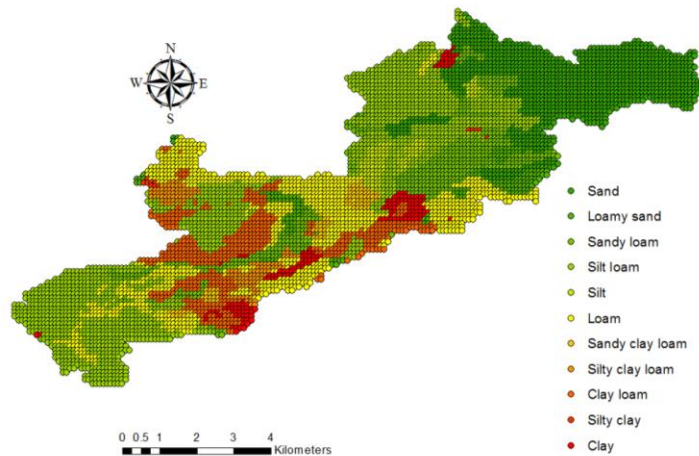 N
W E
S
Sand
Loamy sand
Sandy loam
Silt loam
Silt
Loam
Sandy clay loam
Silty clay loam
Clay loam
Silty clay
Clay
0 0.5 1 2 3 4
Kilometers